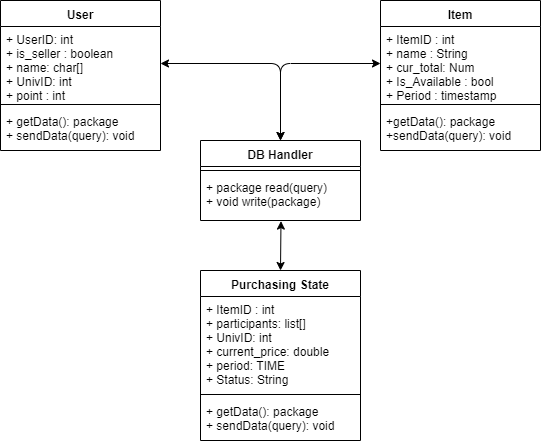 User
+ UserID: int
+ is_seller : boolean
+ name: char[]
+ UnivID: int
+ point : int
+ getData(): package
+ sendData(query): void
Item
+ ItemID : int
+ name : String
+ cur_total: Num
+ Is_Available : bool
+ Period : timestamp
+getData(): package
+sendData(query): void
DB Handler
+ package read(query)
+ void write(package)
Purchasing State
+ ItemID : int
+ participants: list[]
+ UnivID: int
+ current_price: double
+ period: TIME
+ Status: String
+ getData(): package
+ sendData(query): void